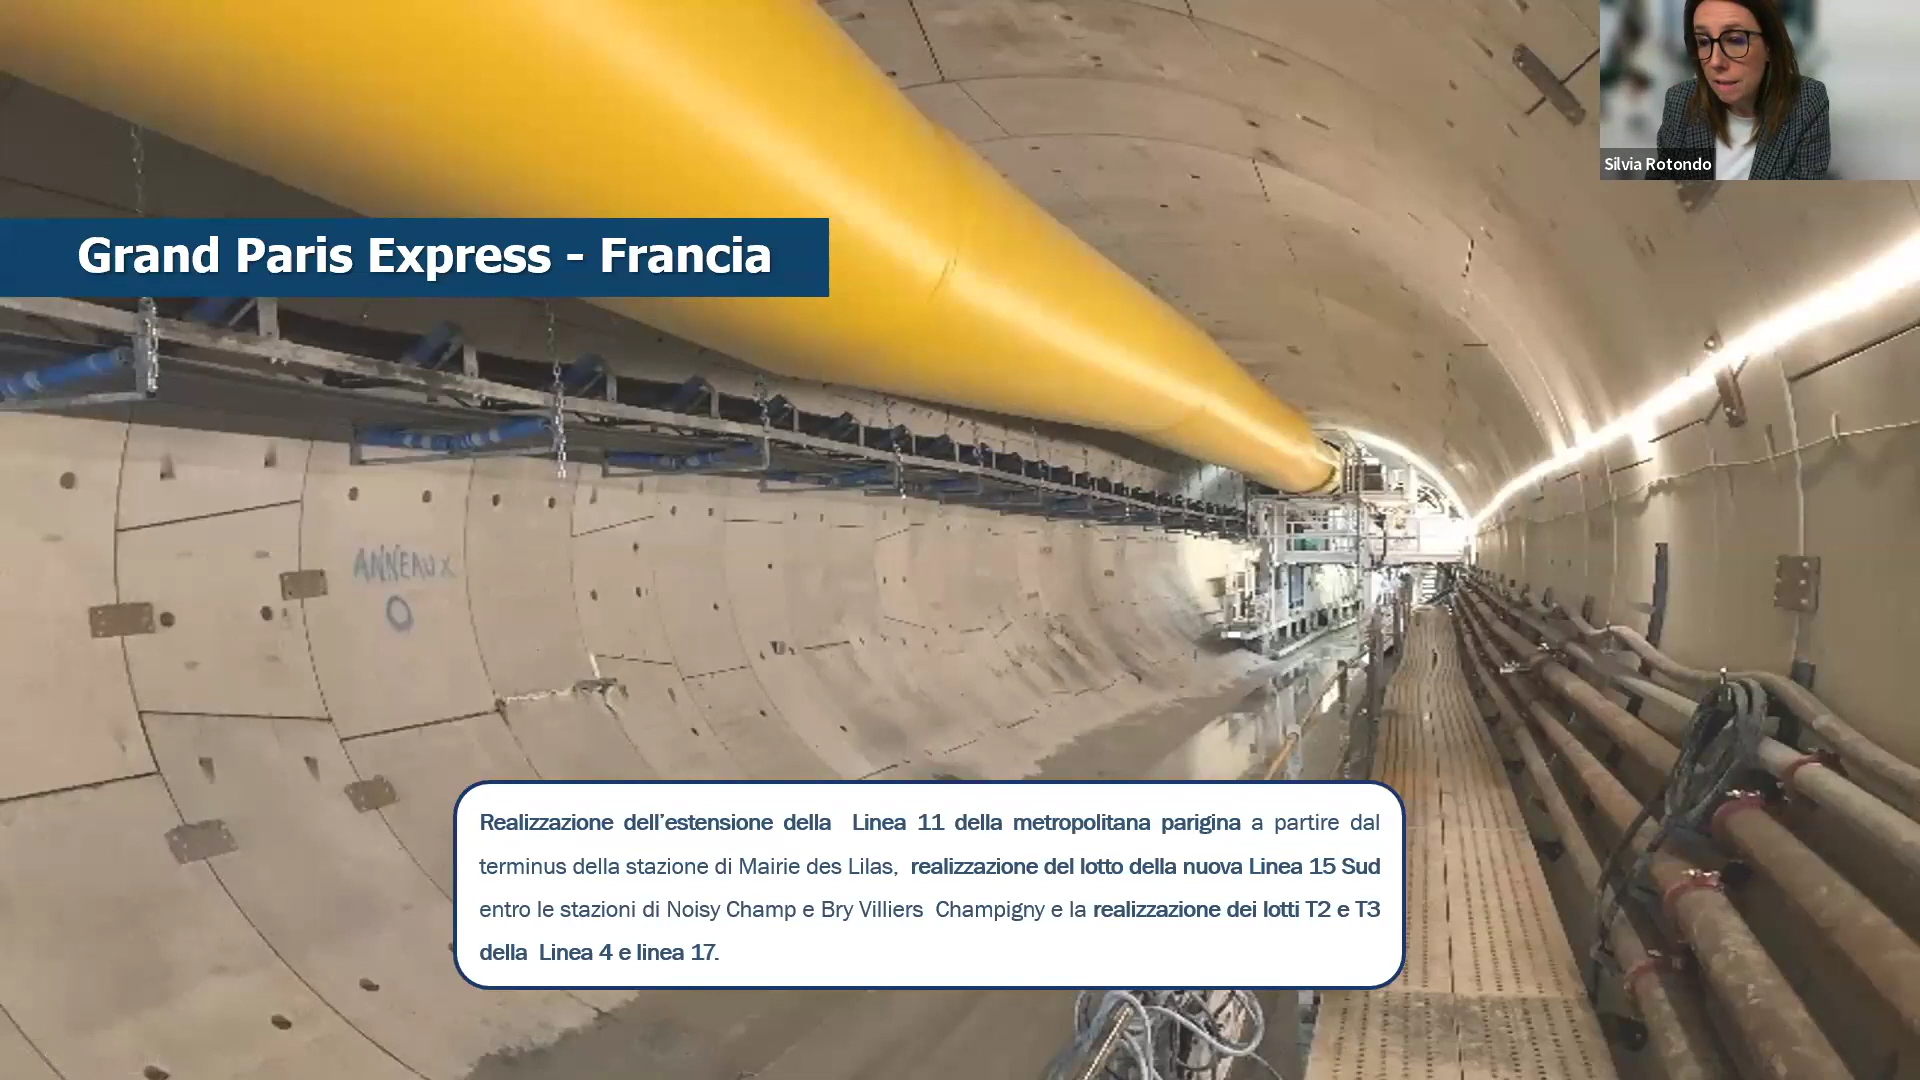 Silvia Rotondo
Grand Paris Express - Francia
ANNEAUX
Realizzazione dell'estensione della Linea 11 della metropolitana parigina a partire dal
terminus della stazione di Mairie des Lilas, realizzazione del lotto della nuova Linea 15 Sud
entro le stazioni di Noisy Champ e Bry Villiers Champigny e la realizzazione dei lotti T2 e T3
della Linea 4 e linea 17.